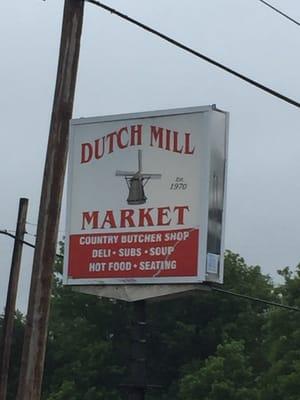 DUTCH MILL
Est.
1970
MARKET
COUNTRY BUTCHER SHOP
DELI • SUBS • SOUP
HOT FOOD • SEATING